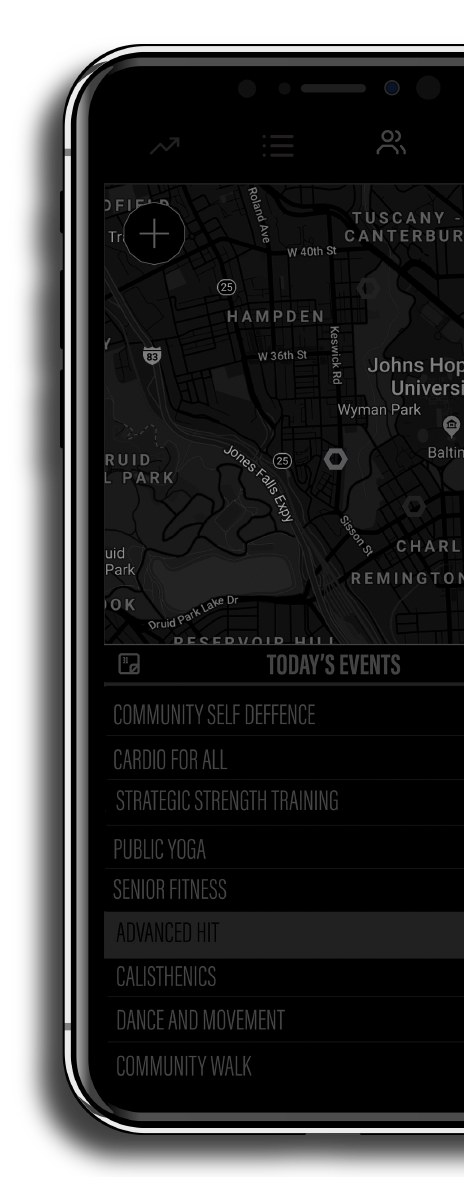 DFIELD
Roland Ave
TUSCANY -
CANTERBUR
Tr
W 40th St
25
HAMPDEN
Keswick Rd
83
W 36th St
Johns Hop
Universi
Wyman Park
Baltin
Jones Falls Expy
25
RUID
L PARK
Sisson St
CHARL
REMINGTON
uid
Park
OOK
Druid Park Lake Dr
RESERVOIR HILL
TODAY'S EVENTS
COMMUNITY SELF DEFFENCE
CARDIO FOR ALL
STRATEGIC STRENGTH TRAINING
PUBLIC YOGA
SENIOR FITNESS
ADVANCED HIT
CALISTHENICS
DANCE AND MOVEMENT
COMMUNITY WALK